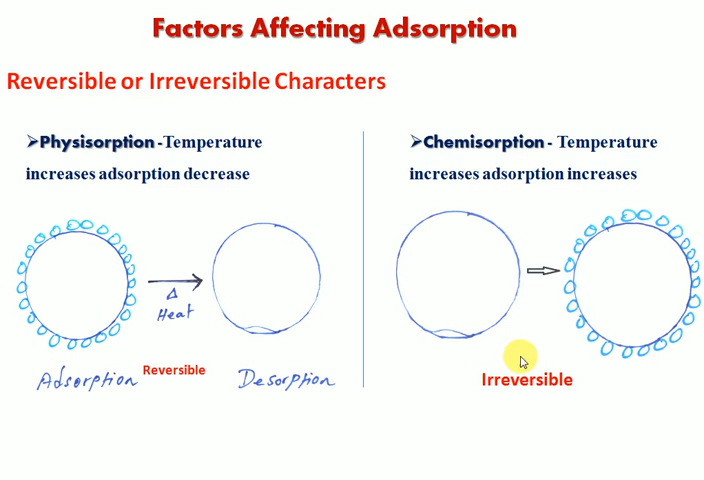 Factors Affecting Adsorption
Reversible or Irreversible Characters
➢Physisorption -Temperature
increases adsorption decrease
Δ
Heat
Adsorption
Reversible
Desorption
➢Chemisorption - Temperature
increases adsorption increases
Irreversible